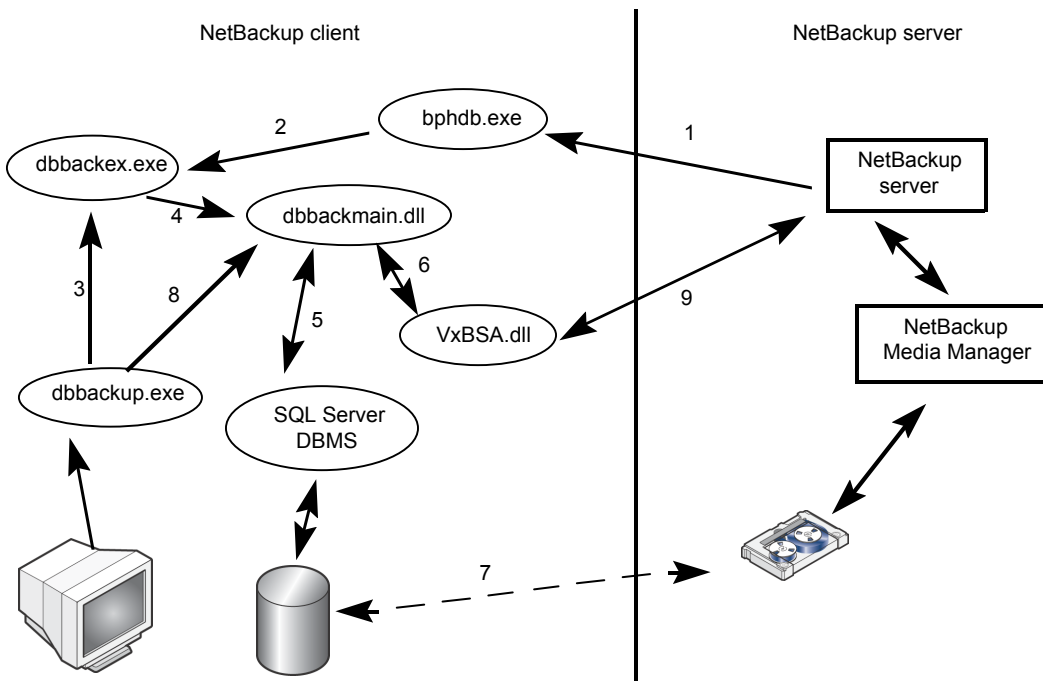 NetBackup client
NetBackup server
bphdb.exe
2
1
dbbackex.exe
NetBackup
server
4
dbbackmain.dll
6
3
8
5
9
VxBSA.dll
NetBackup
Media Manager
dbbackup.exe
SQL Server
DBMS
7